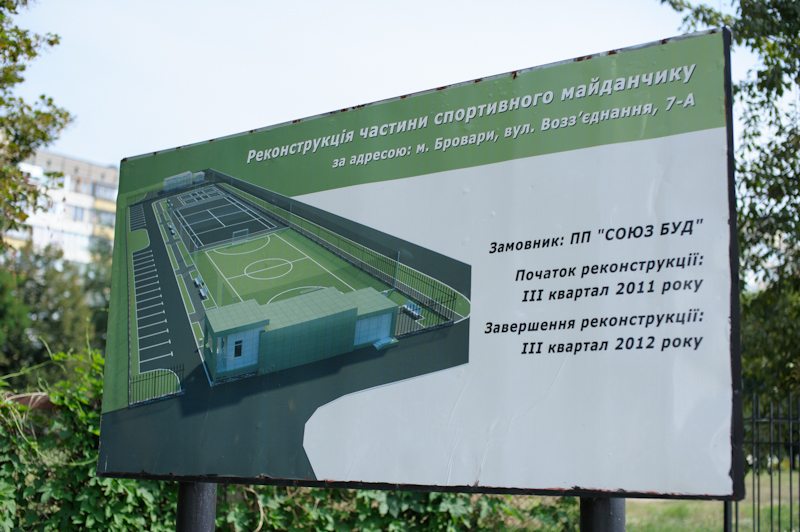 Реконструкція частини спортивного майданчику
за адресою: м. Бровари, вул. Возз'єднання, 7-А
Замовник: ПП "СОЮЗ БУД"
Початок реконструкції:
III квартал 2011 року
Завершення реконструкції:
III квартал 2012 року